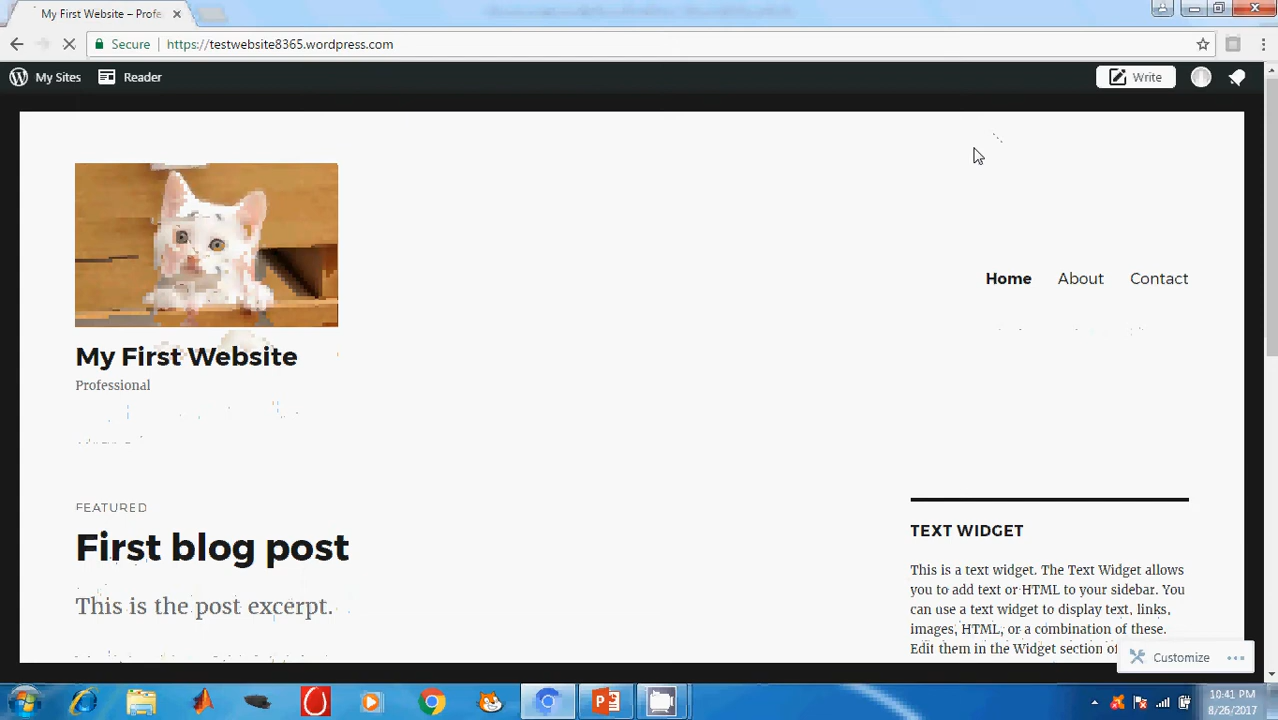 My First Website – Profe
Secure
https://testwebsite8365.wordpress.com
My Sites
Reader
Write
Home
About
Contact
My First Website
Professional
FEATURED
First blog post
This is the post excerpt.
TEXT WIDGET
This is a text widget. The Text Widget allows
you to add text or HTML to your sidebar. You
can use a text widget to display text, links,
images, HTML, or a combination of these.
Edit them in the Widget section of
Customize
10:41 PM
8/26/2017